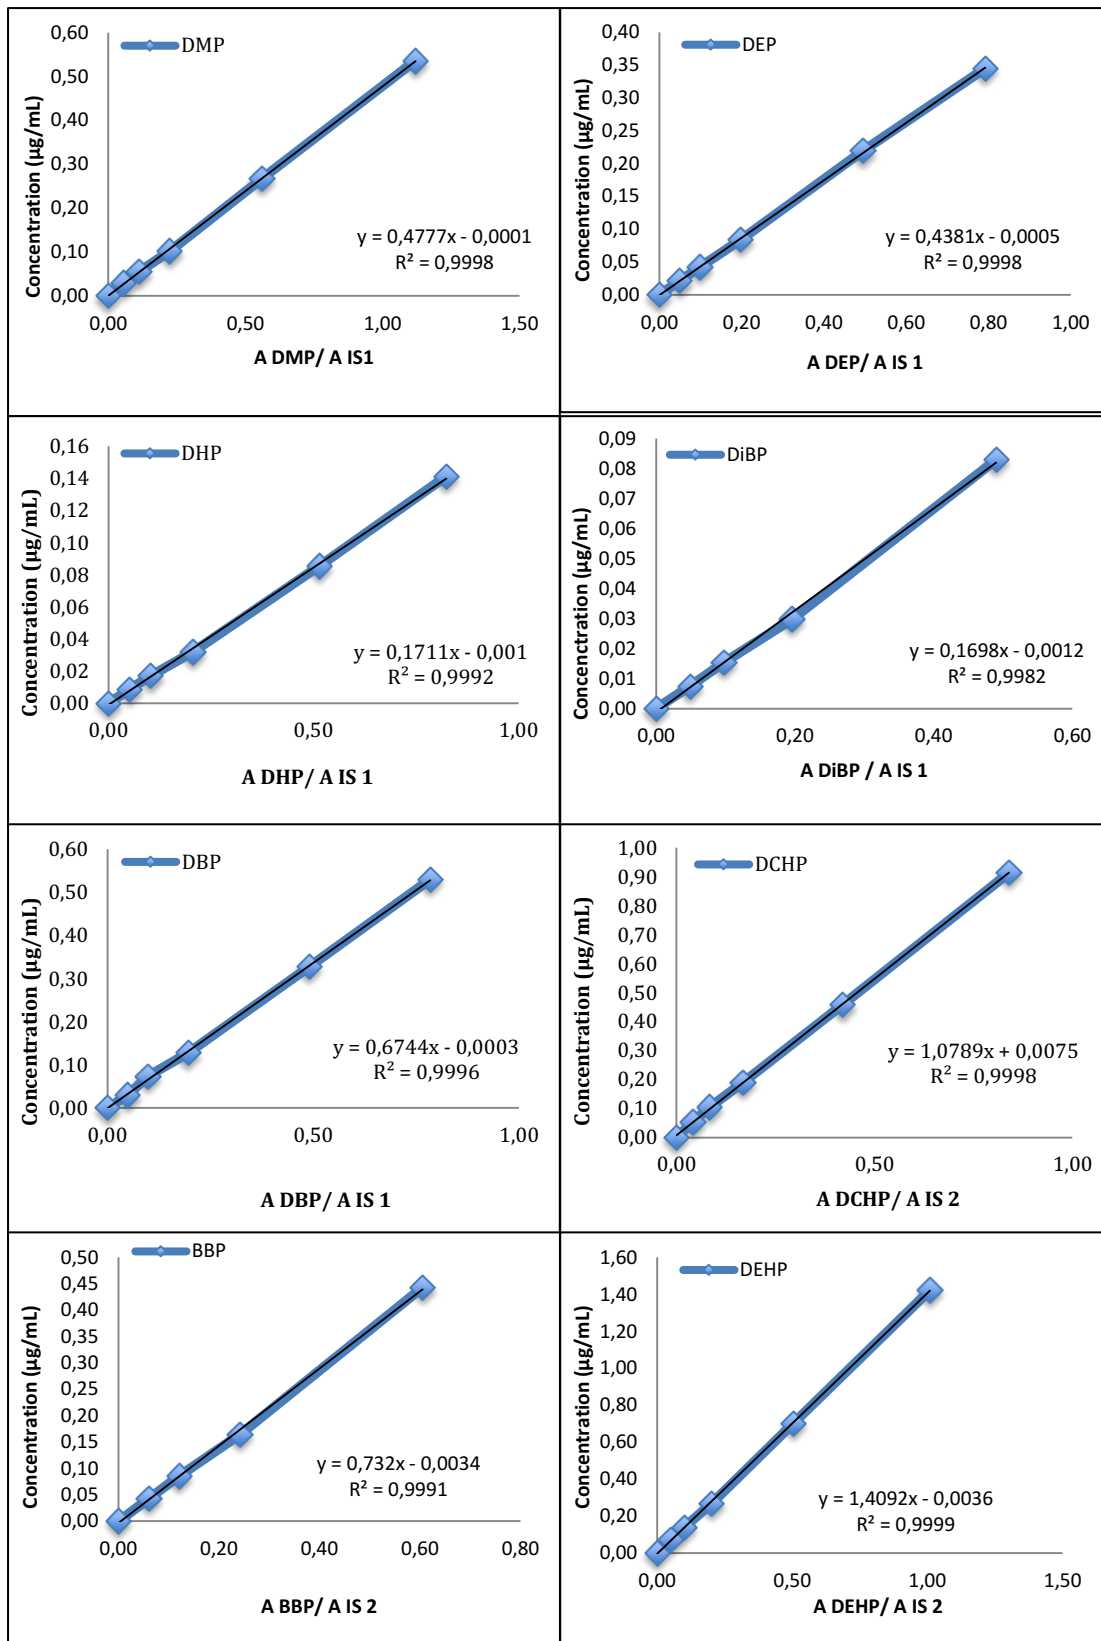 DMP
Concentration (µg/mL)
0,60
0,50
0,40
0,30
0,20
0,10
0,00
y = 0,4777x - 0,0001
R² = 0,9998
0,00 0,50 1,00 1,50
A DMP/ A IS1
DEP
Concentration (µg/mL)
0,40
0,35
0,30
0,25
0,20
0,15
0,10
0,05
0,00
y = 0,4381x - 0,0005
R² = 0,9998
0,00 0,20 0,40 0,60 0,80 1,00
A DEP/ A IS 1
DHP
Concentration (µg/mL)
0,16
0,14
0,12
0,10
0,08
0,06
0,04
0,02
0,00
y = 0,1711x - 0,001
R² = 0,9992
0,00 0,50 1,00
A DHP/ A IS 1
DiBP
Concenctration (µg/mL)
0,09
0,08
0,07
0,06
0,05
0,04
0,03
0,02
0,01
0,00
y = 0,1698x - 0,0012
R² = 0,9982
0,00 0,20 0,40 0,60
A DiBP / A IS 1
DBP
Concentration (µg/mL)
0,60
0,50
0,40
0,30
0,20
0,10
0,00
y = 0,6744x - 0,0003
R² = 0,9996
0,00 0,50 1,00
A DBP/ A IS 1
DCHP
Concentration (µg/mL)
1,00
0,90
0,80
0,70
0,60
0,50
0,40
0,30
0,20
0,10
0,00
y = 1,0789x + 0,0075
R² = 0,9998
0,00 0,50 1,00
A DCHP/ A IS 2
BBP
Concentration (µg/mL)
0,50
0,45
0,40
0,35
0,30
0,25
0,20
0,15
0,10
0,05
0,00
y = 0,732x - 0,0034
R² = 0,9991
0,00 0,20 0,40 0,60 0,80
A BBP/ A IS 2
DEHP
Concentration (µg/mL)
1,60
1,40
1,20
1,00
0,80
0,60
0,40
0,20
0,00
y = 1,4092x - 0,0036
R² = 0,9999
0,00 0,50 1,00 1,50
A DEHP/ A IS 2